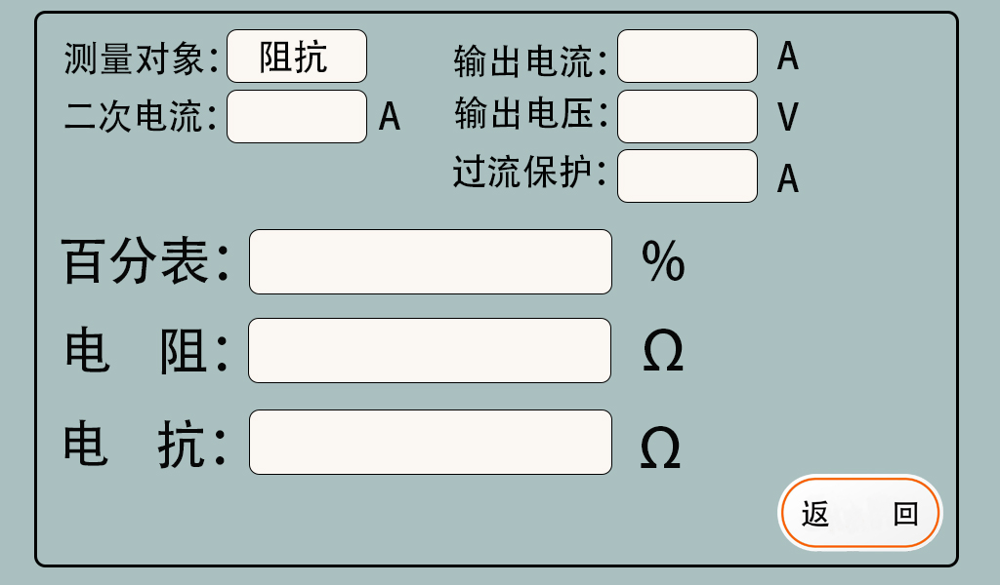 测量对象： 阻抗 输出电流： A
二次电流： A 输出电压： V
过流保护： A
百分表： %
电 阻： Ω
电 抗： Ω
返 回